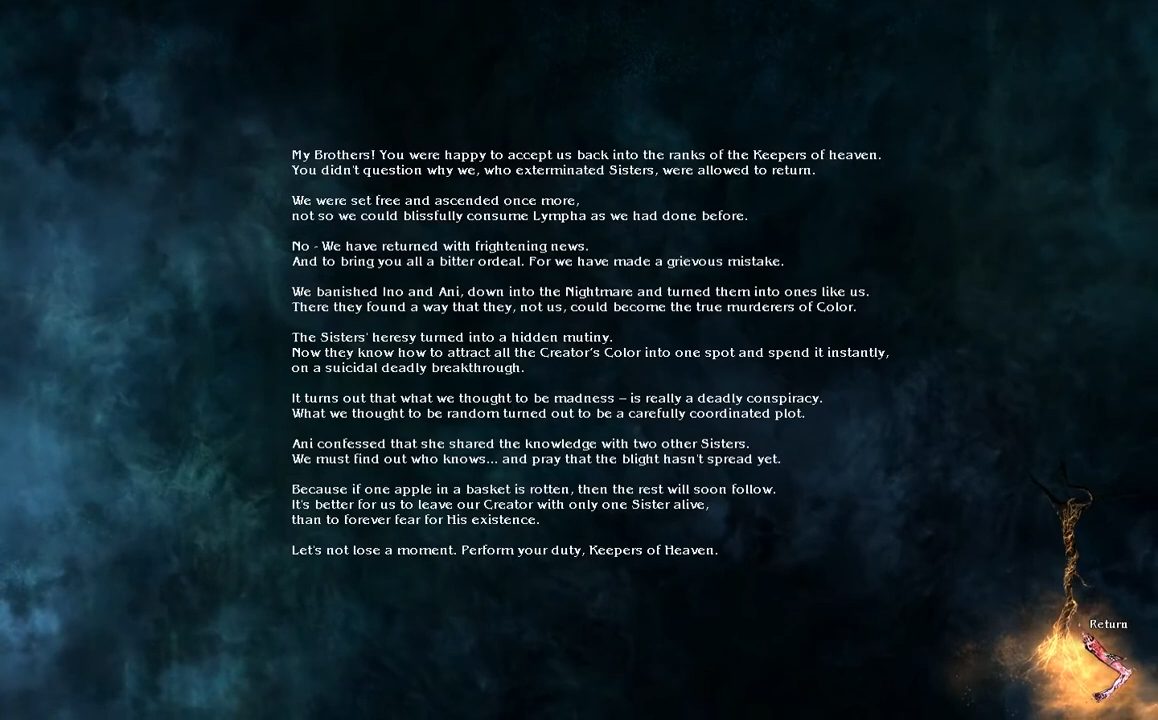 My Brothers! You were happy to accept us back into the ranks of the Keepers of heaven.
You didn't question why we, who exterminated Sisters, were allowed to return.
We were set free and ascended once more,
not so we could blissfully consume Lympha as we had done before.
No - We have returned with frightening news.
And to bring you all a bitter ordeal. For we have made a grievous mistake.
We banished Ino and Ani, down into the Nightmare and turned them into ones like us.
There they found a way that they, not us, could become the true murderers of Color.
The Sisters' heresy turned into a hidden mutiny.
Now they know how to attract all the Creator's Color into one spot and spend it instantly,
on a suicidal deadly breakthrough.
It turns out that what we thought to be madness – is really a deadly conspiracy.
What we thought to be random turned out to be a carefully coordinated plot.
Ani confessed that she shared the knowledge with two other Sisters.
We must find out who knows... and pray that the blight hasn't spread yet.
Because if one apple in a basket is rotten, then the rest will soon follow.
It's better for us to leave our Creator with only one Sister alive,
than to forever fear for His existence.
Let's not lose a moment. Perform your duty, Keepers of Heaven.
Return